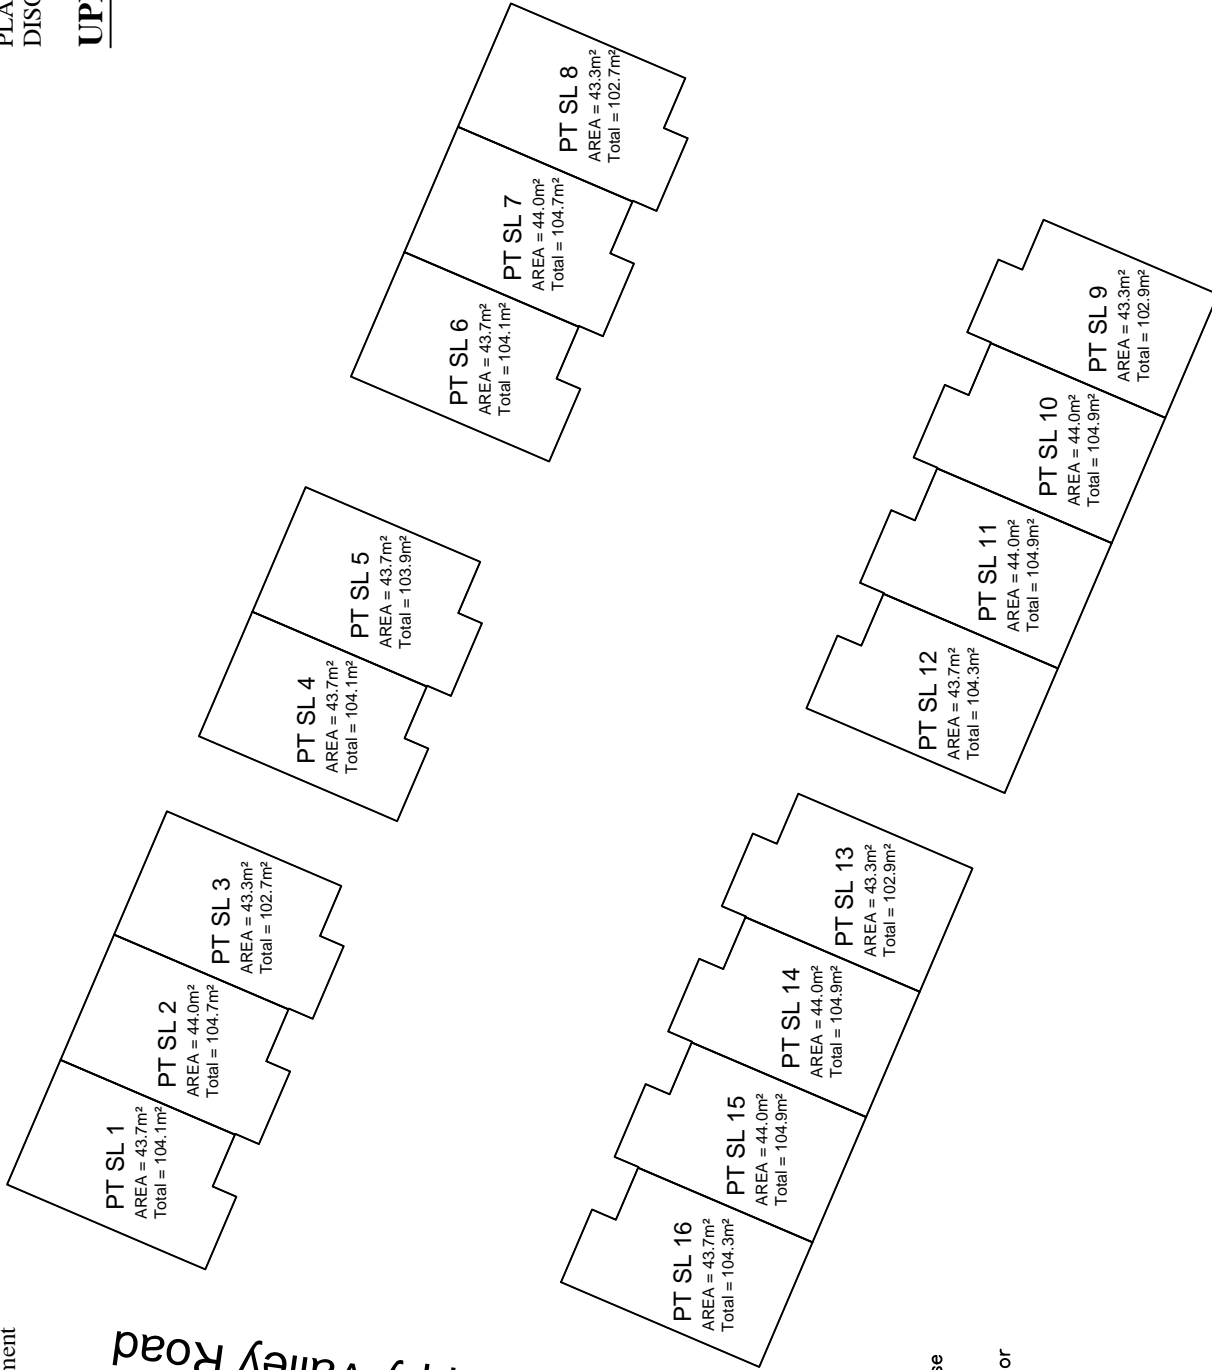 PT SL 1
AREA = 43.7m²
Total = 104.1m²
PT SL 2
AREA = 44.0m²
Total = 104.7m²
PT SL 3
AREA = 43.3m²
Total = 102.7m²
PT SL 4
AREA = 43.7m²
Total = 104.1m²
PT SL 5
AREA = 43.7m²
Total = 103.9m²
PT SL 6
AREA = 43.7m²
Total = 104.1m²
PT SL 7
AREA = 44.0m²
Total = 104.7m²
PT SL 8
AREA = 43.3m²
Total = 102.7m²
PT SL 9
AREA = 43.3m²
Total = 102.9m²
PT SL 10
AREA = 44.0m²
Total = 104.9m²
PT SL 11
AREA = 44.0m²
Total = 104.9m²
PT SL 12
AREA = 43.7m²
Total = 104.3m²
PT SL 13
AREA = 43.3m²
Total = 102.9m²
PT SL 14
AREA = 44.0m²
Total = 104.9m²
PT SL 15
AREA = 44.0m²
Total = 104.9m²
PT SL 16
AREA = 43.7m²
Total = 104.3m²
Valley Road
or